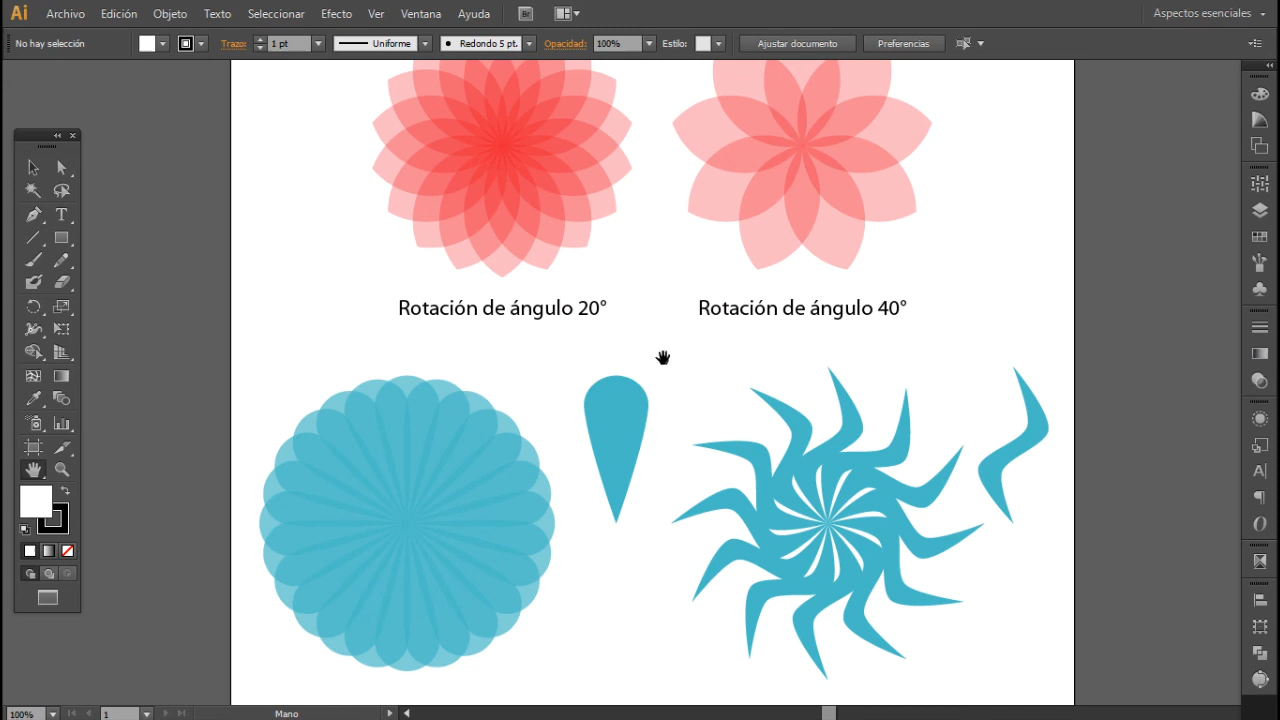 Ai Archivo Edición Objeto Texto Seleccionar Efecto Ver Ventana Ayuda Br Aspectos esenciales
No hay selección Trazo: 1 pt Uniforme Redondo 5 pt. Opacidad: 100% Estilo: Ajustar documento Preferencias
Rotación de ángulo 20° Rotación de ángulo 40°
100% 1 Mano